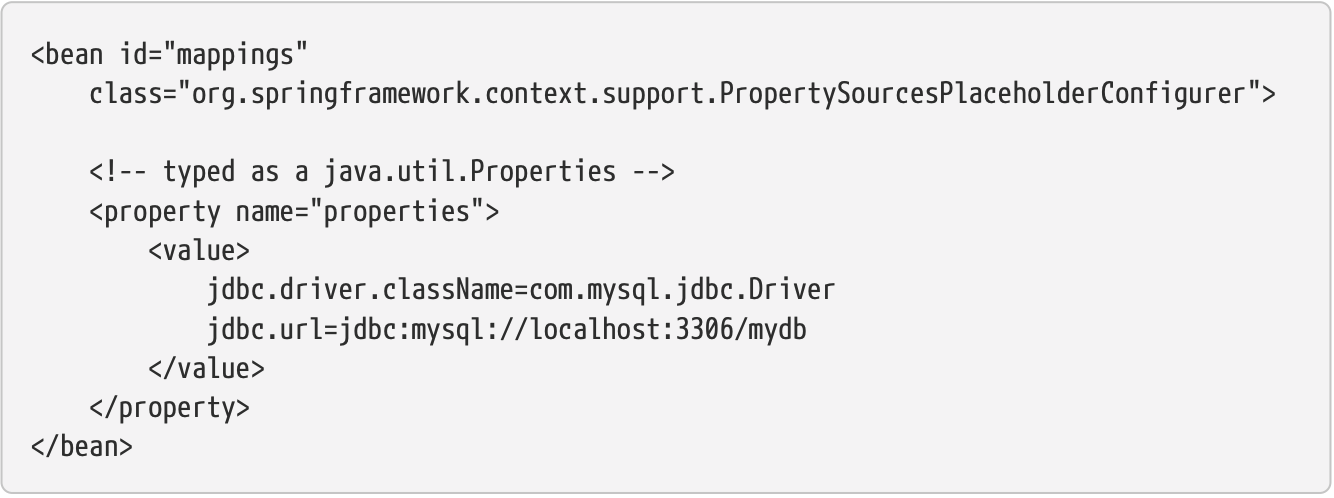 <bean id="mappings"
    class="org.springframework.context.support.PropertySourcesPlaceholderConfigurer">

    <!-- typed as a java.util.Properties -->
    <property name="properties">
        <value>
            jdbc.driver.className=com.mysql.jdbc.Driver
            jdbc.url=jdbc:mysql://localhost:3306/mydb
        </value>
    </property>
</bean>